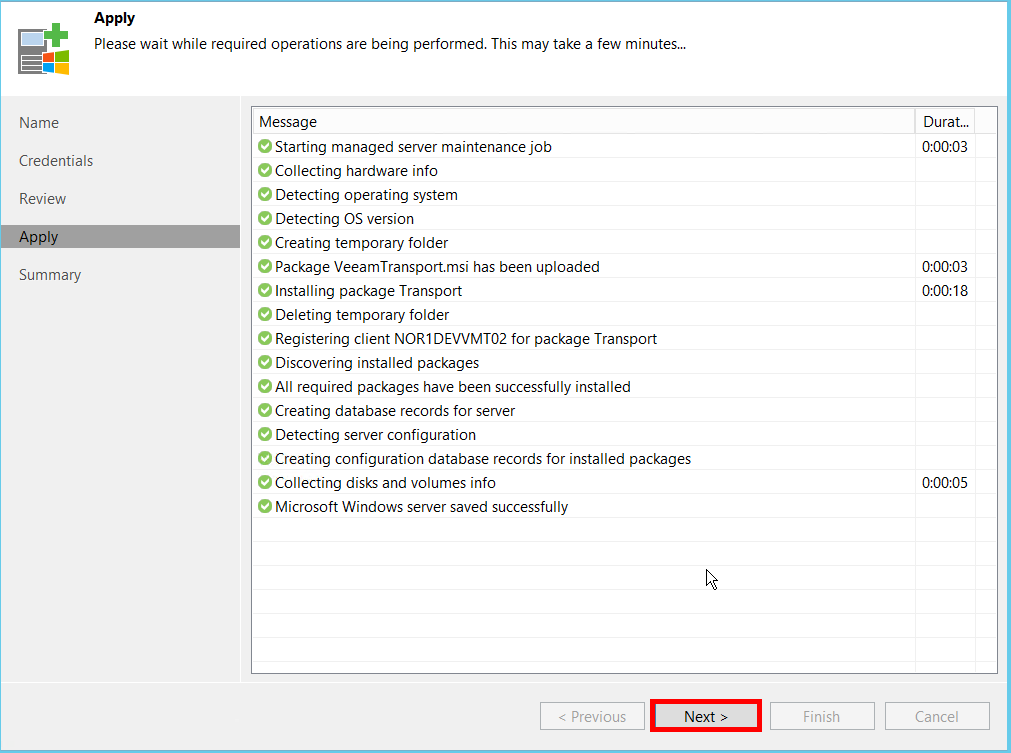 Apply
Please wait while required operations are being performed. This may take a few minutes...
Name
Credentials
Review
Apply
Summary
Message Durat...
Starting managed server maintenance job 0:00:03
Collecting hardware info
Detecting operating system
Detecting OS version
Creating temporary folder
Package VeeamTransport.msi has been uploaded 0:00:03
Installing package Transport 0:00:18
Deleting temporary folder
Registering client NOR1DEVVMT02 for package Transport
Discovering installed packages
All required packages have been successfully installed
Creating database records for server
Detecting server configuration
Creating configuration database records for installed packages
Collecting disks and volumes info 0:00:05
Microsoft Windows server saved successfully
< Previous Next > Finish Cancel